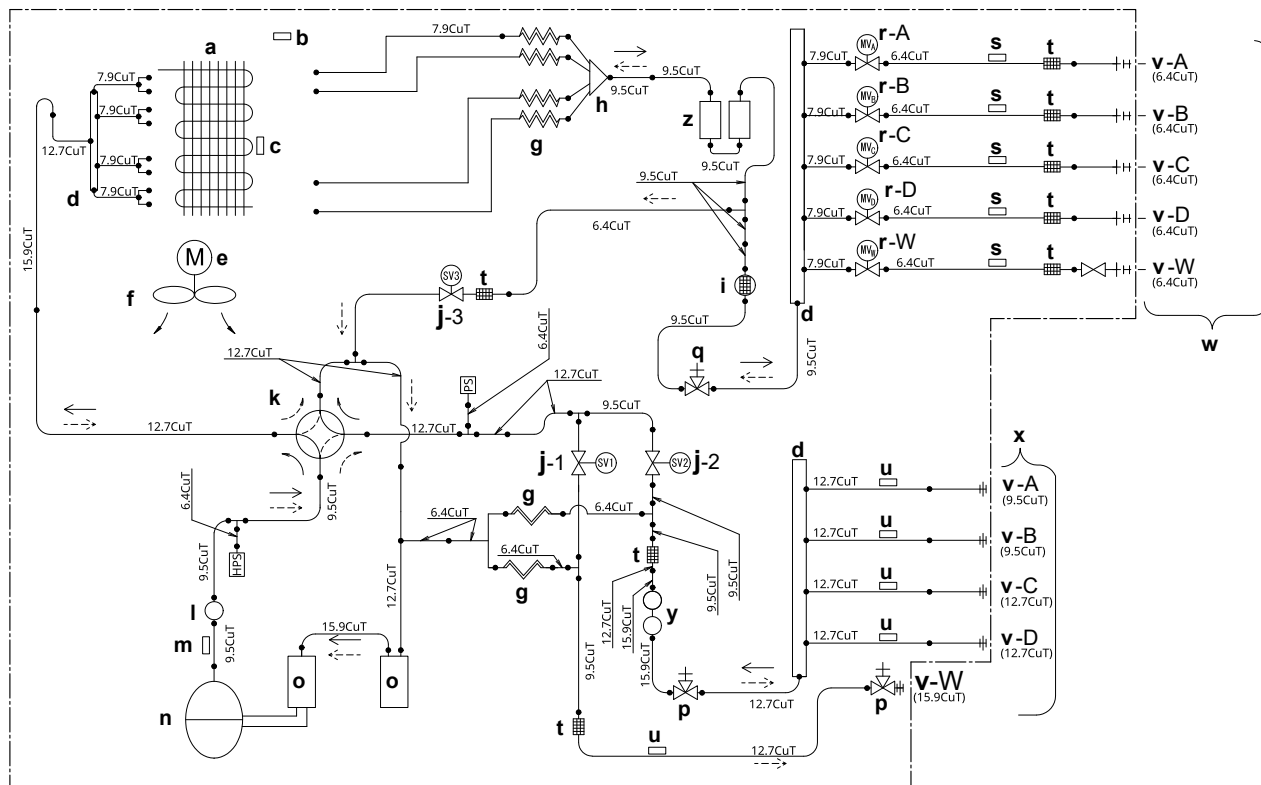 a
b
7.9CuT
r-A
7.9CuT
MVA
6.4CuT
s
t
v-A
(6.4CuT)
7.9CuT
9.5CuT
9.5CuT
h
z
r-B
7.9CuT
MVB
6.4CuT
s
t
v-B
(6.4CuT)
7.9CuT
g
12.7CuT
c
9.5CuT
r-C
7.9CuT
MVC
6.4CuT
s
t
v-C
(6.4CuT)
7.9CuT
7.9CuT
d
9.5CuT
r-D
7.9CuT
MVD
6.4CuT
s
t
v-D
(6.4CuT)
6.4CuT
15.9CuT
M
e
f
r-W
7.9CuT
MVW
6.4CuT
s
t
v-W
(6.4CuT)
SV3
t
j-3
i
d
9.5CuT
w
12.7CuT
6.4CuT
q
9.5CuT
PS
12.7CuT
k
9.5CuT
12.7CuT
12.7CuT
j-1
SV1
SV2
j-2
d
x
12.7CuT
u
v-A
(9.5CuT)
6.4CuT
9.5CuT
g
6.4CuT
6.4CuT
12.7CuT
u
v-B
(9.5CuT)
HPS
9.5CuT
6.4CuT
g
t
12.7CuT
9.5CuT
9.5CuT
12.7CuT
u
v-C
(12.7CuT)
l
y
12.7CuT
15.9CuT
m
9.5CuT
15.9CuT
12.7CuT
u
v-D
(12.7CuT)
9.5CuT
15.9CuT
o
o
p
12.7CuT
p
v-W
(15.9CuT)
n
t
u
12.7CuT